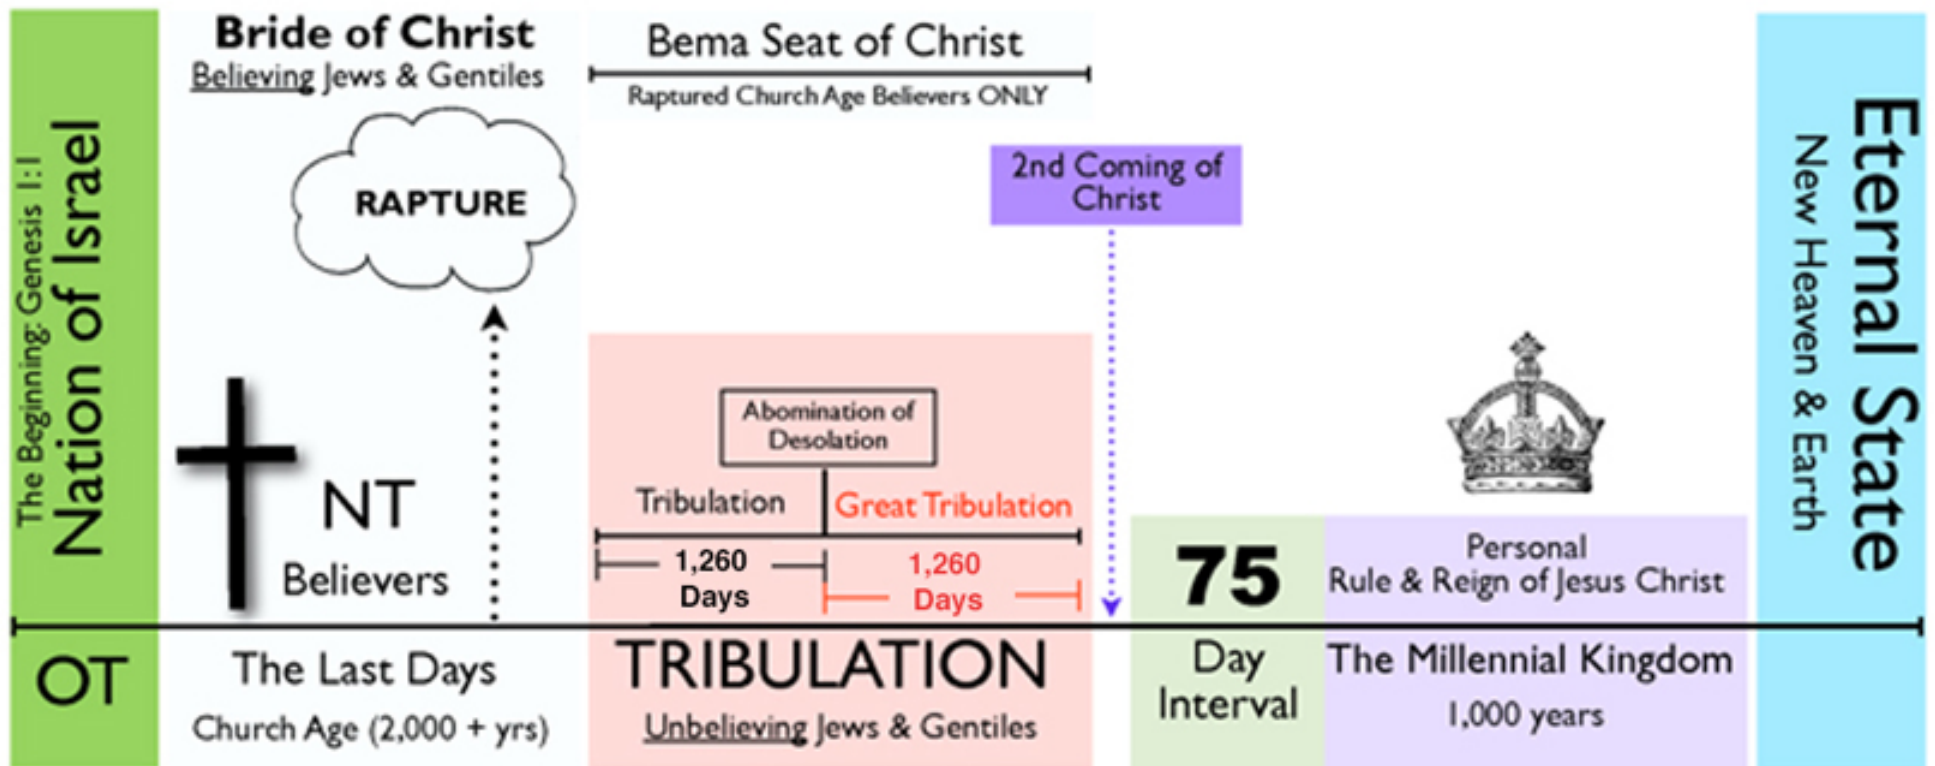 The Beginning: Genesis 1:1
Nation of Israel
OT
Bride of Christ
Believing Jews & Gentiles
RAPTURE
NT
Believers
The Last Days
Church Age (2,000 + yrs)
Bema Seat of Christ
Raptured Church Age Believers ONLY
Abomination of
Desolation
Tribulation
Great Tribulation
1,260
Days
1,260
Days
TRIBULATION
Unbelieving Jews & Gentiles
2nd Coming of
Christ
75
Day
Interval
Personal
Rule & Reign of Jesus Christ
The Millennial Kingdom
1,000 years
Eternal State
New Heaven & Earth